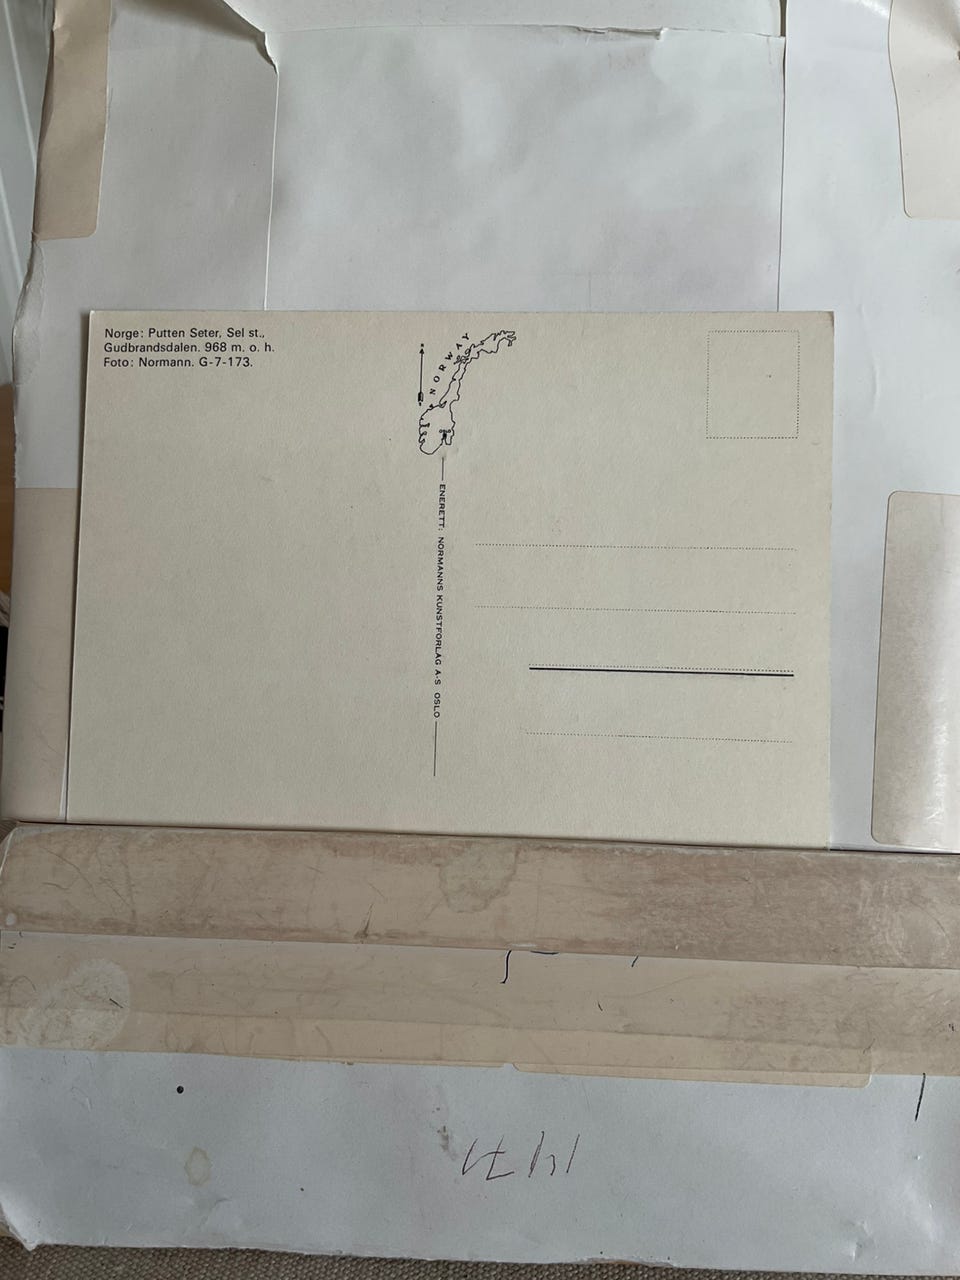 Norge: Putten Seter, Sel st.,
Gudbrandsdalen. 968 m. o. h.
Foto: Normann. G-7-173.
NORWAY
ENERETT: NORMANNS KUNSTFORLAG A-S OSLO